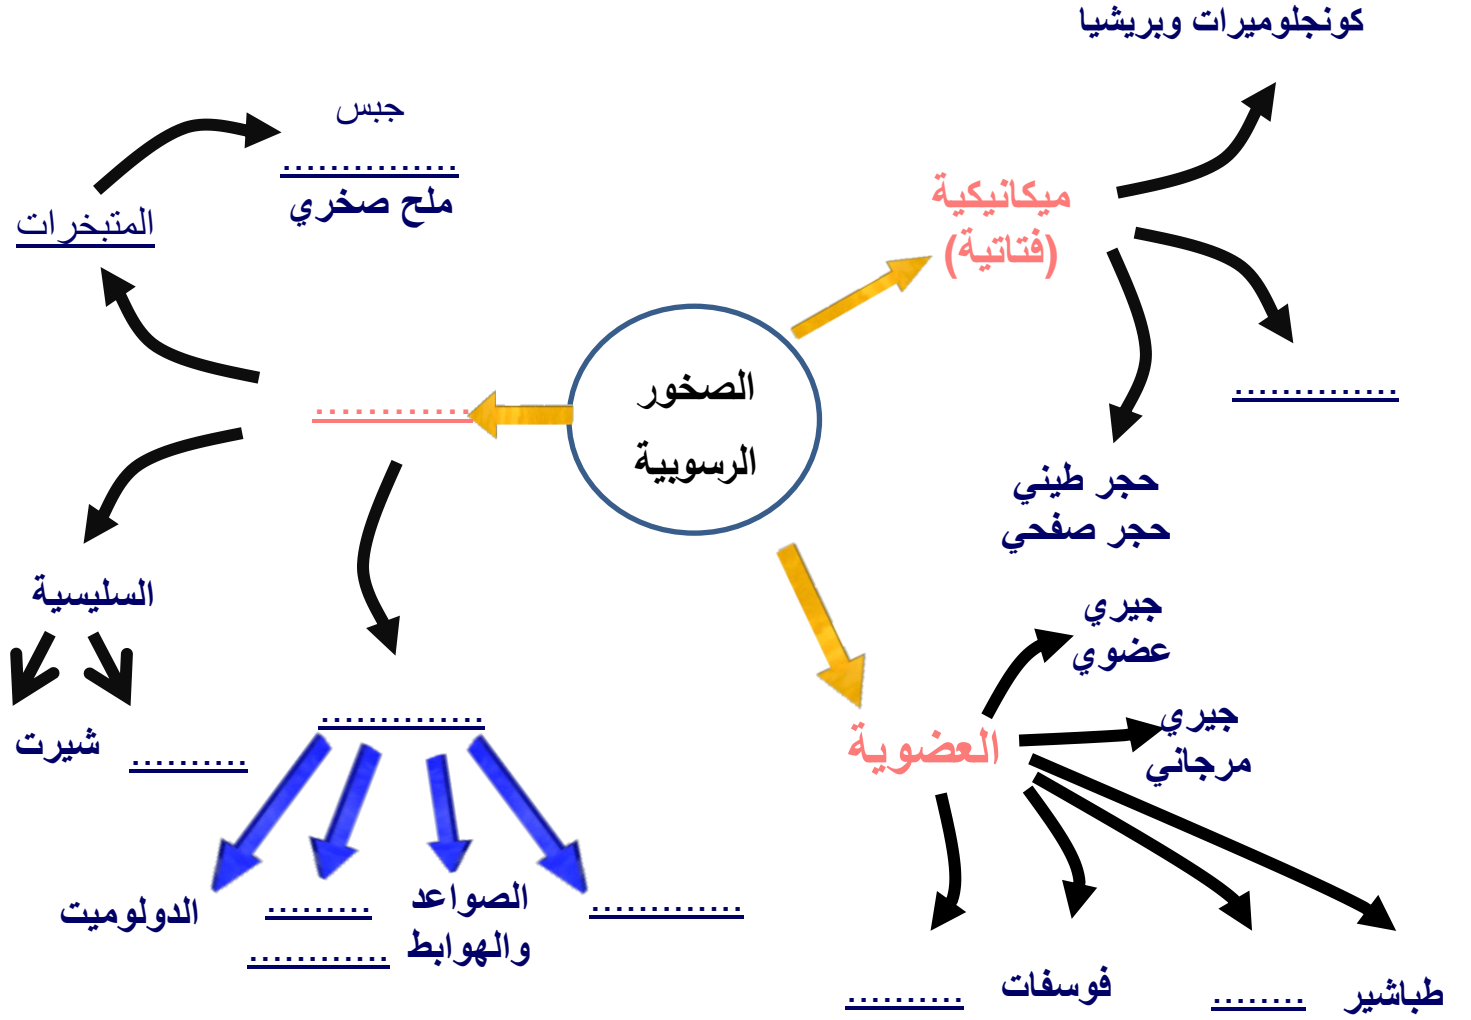 كونجلوميرات وبريشيا
جبس
...............
ملح صخري
المتبخرات
ميكانيكية
(فتاتية)
الصخور
الرسوبية
............
..............
حجر طيني
حجر صفحي
السليسية
شيرت
..........
..............
الدولوميت
.........
............
الصواعد
والهوابط
.............
جيري
عضوي
جيري
مرجاني
العضوية
طباشير
........
فوسفات
..........